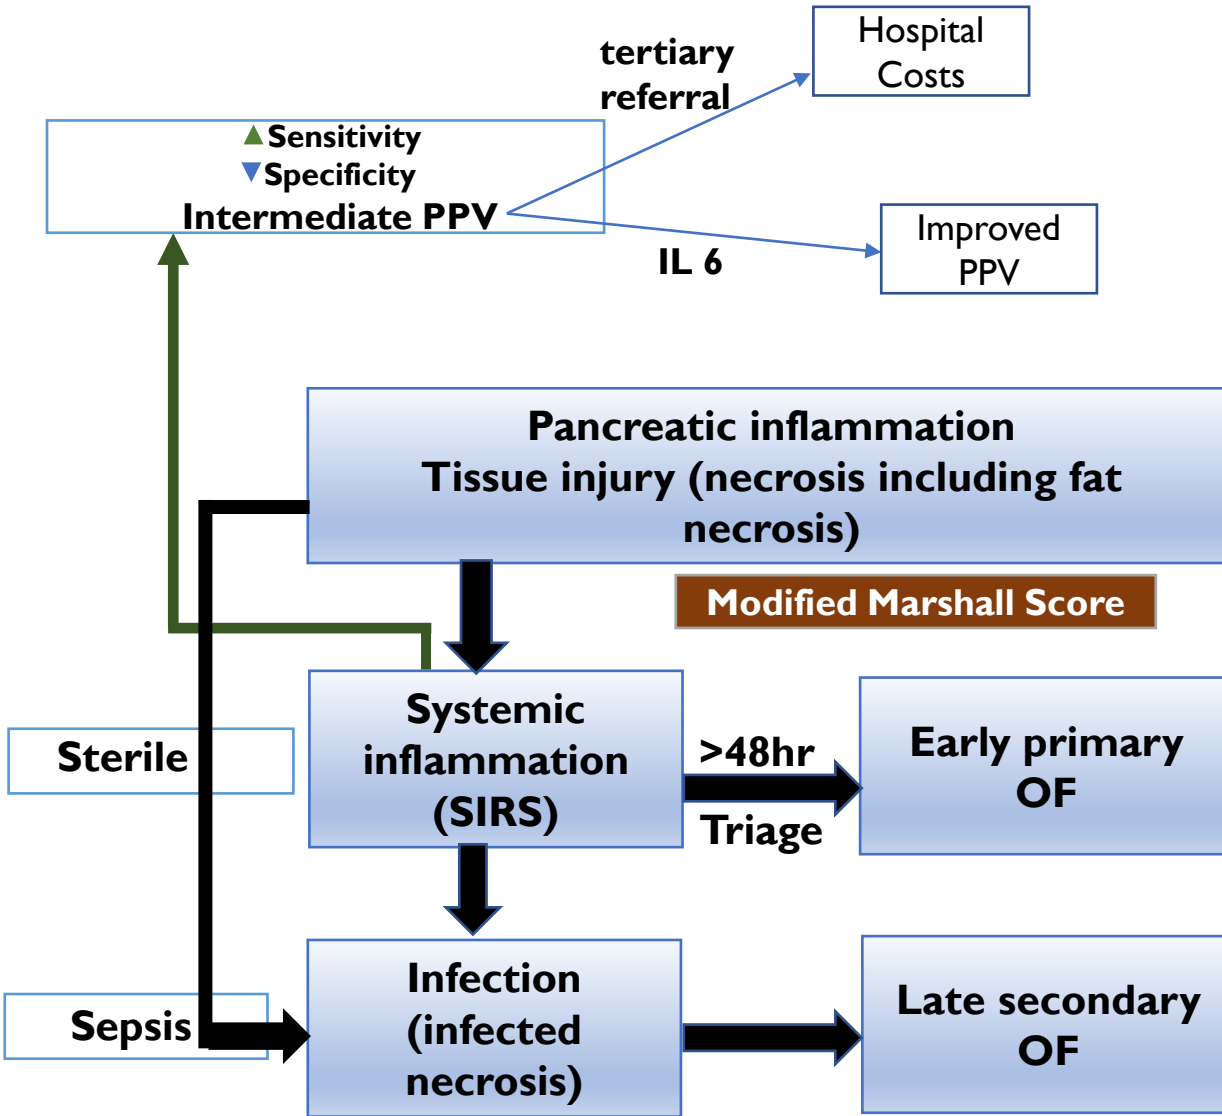 tertiary
referral
Hospital
Costs
▲Sensitivity
▼Specificity
Intermediate PPV
IL 6
Improved
PPV
Pancreatic inflammation
Tissue injury (necrosis including fat
necrosis)
Modified Marshall Score
Sterile
Systemic
inflammation
(SIRS)
>48hr
Triage
Early primary
OF
Sepsis
Infection
(infected
necrosis)
Late secondary
OF